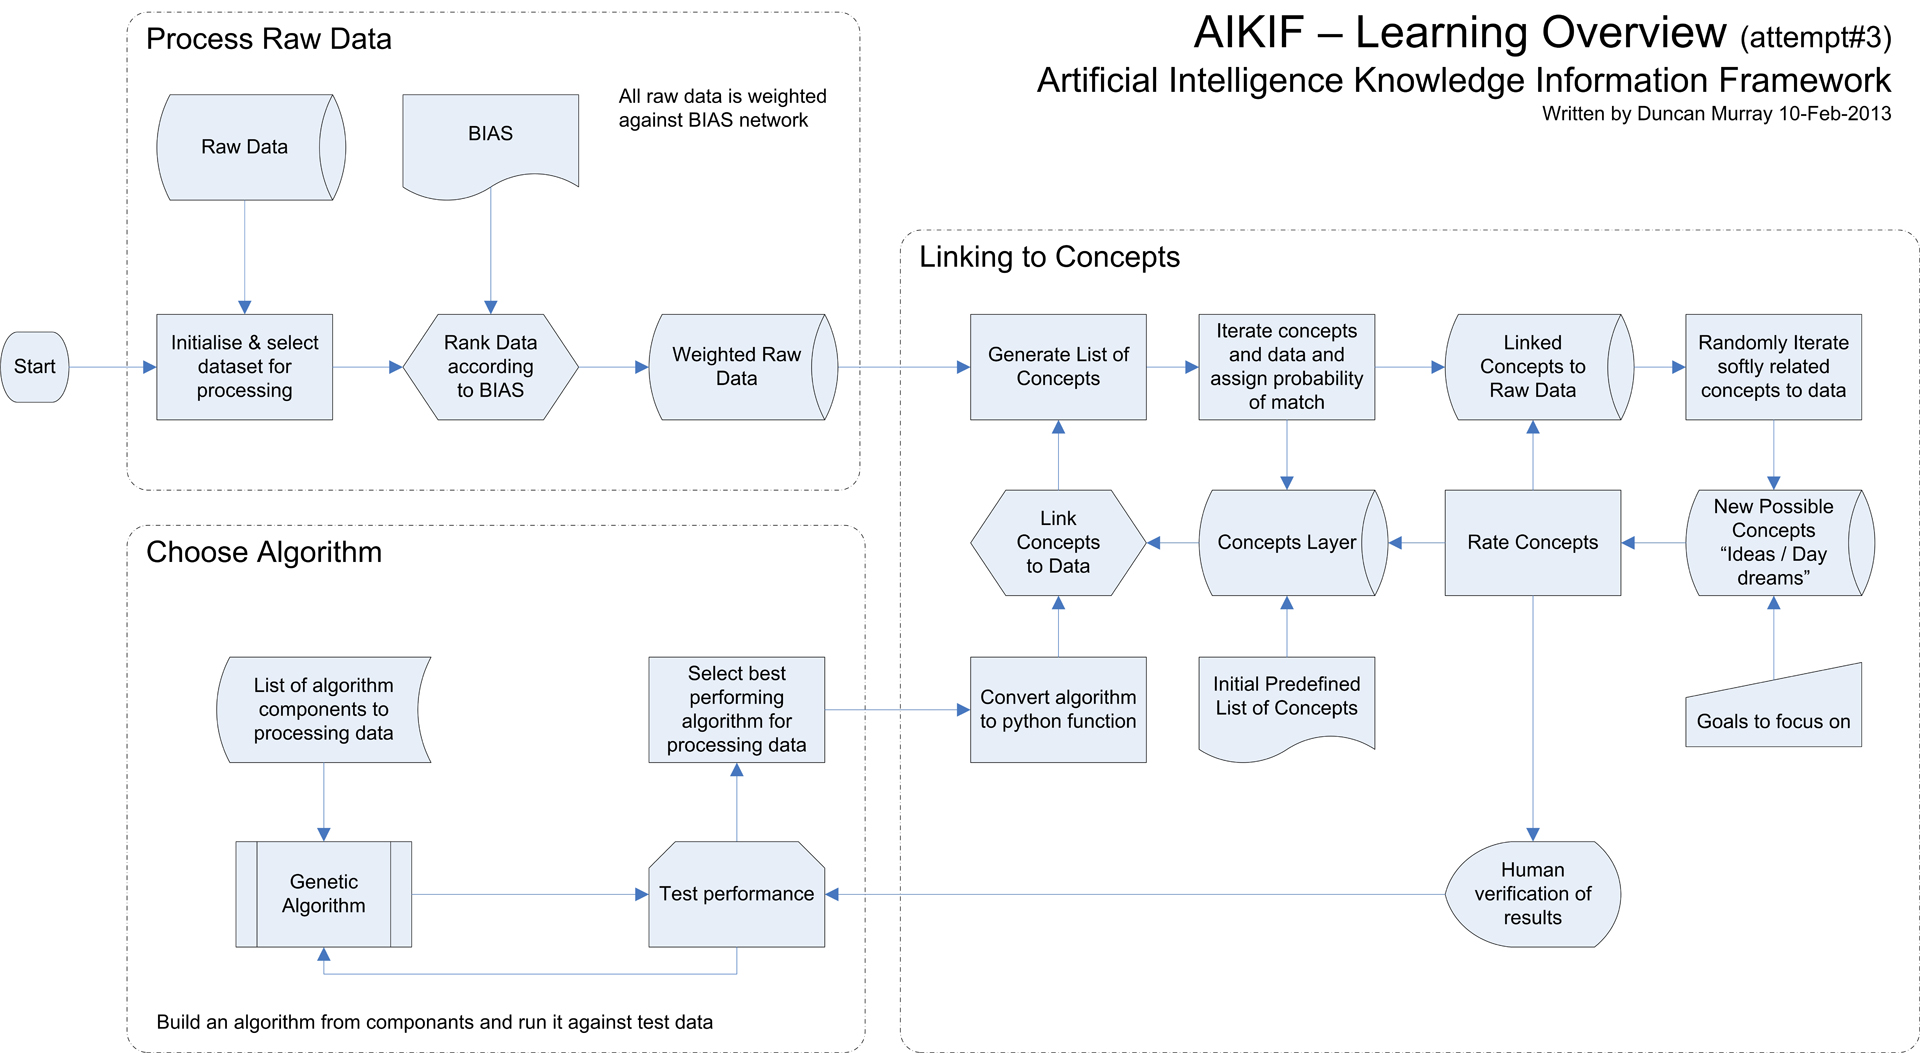 AIKIF – Learning Overview (attempt#3)
Artificial Intelligence Knowledge Information Framework
Written by Duncan Murray 10-Feb-2013
Process Raw Data
Raw Data
BIAS
All raw data is weighted
against BIAS network
Start
Initialise & select
dataset for
processing
Rank Data
according
to BIAS
Weighted Raw
Data
Linking to Concepts
Generate List of
Concepts
Iterate concepts
and data and
assign probability
of match
Linked
Concepts to
Raw Data
Randomly Iterate
softly related
concepts to data
Link
Concepts
to Data
Concepts Layer
Rate Concepts
New Possible
Concepts
“Ideas / Day
dreams”
Convert algorithm
to python function
Initial Predefined
List of Concepts
Goals to focus on
Human
verification of
results
Choose Algorithm
List of algorithm
components to
processing data
Select best
performing
algorithm for
processing data
Genetic
Algorithm
Test performance
Build an algorithm from componants and run it against test data